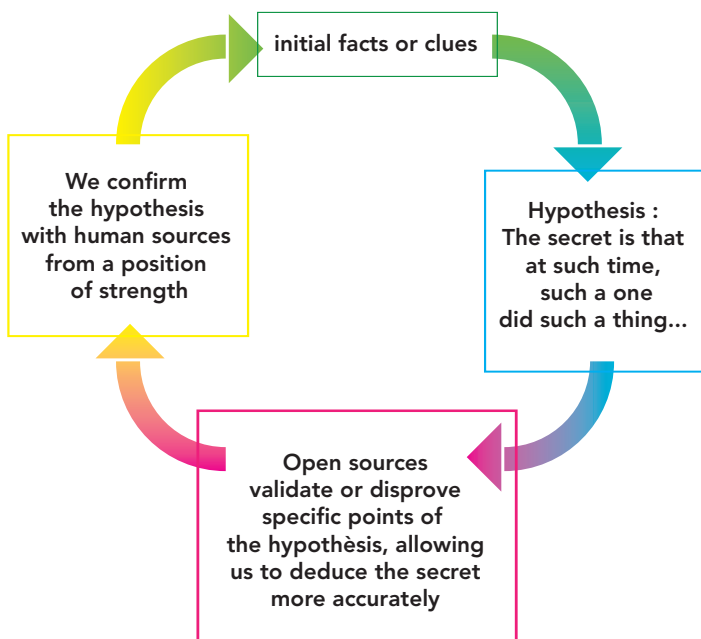 initial facts or clues
Hypothesis :
The secret is that
at such time,
such a one
did such a thing...
Open sources
validate or disprove
specific points of
the hypothèsis, allowing
us to deduce the secret
more accurately
We confirm
the hypothesis
with human sources
from a position
of strength